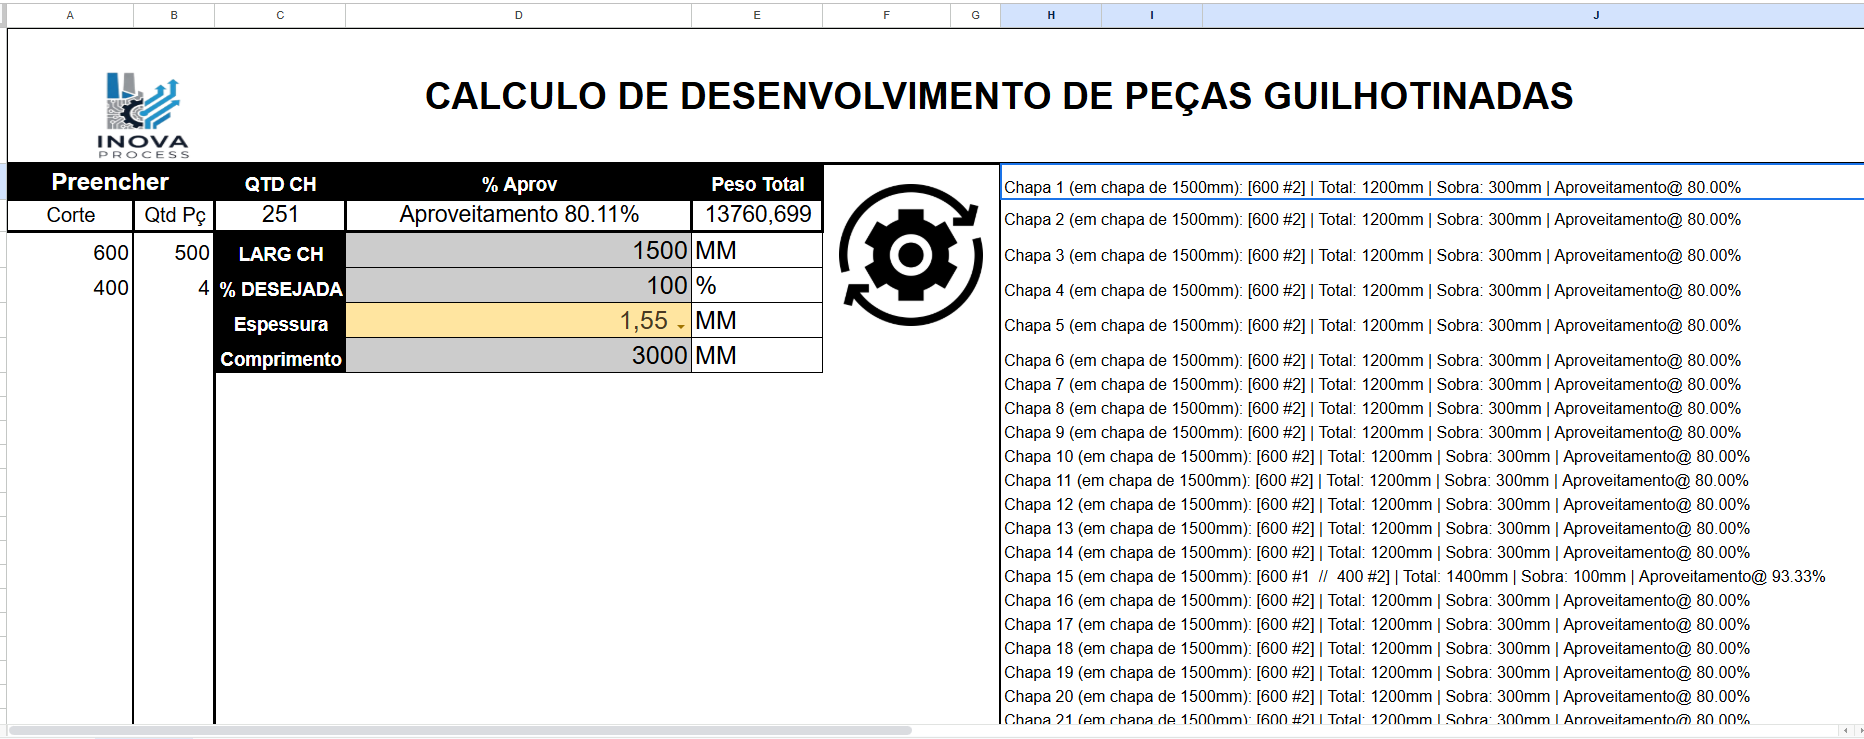 A B C D E F G H I J
CALCULO DE DESENVOLVIMENTO DE PEÇAS GUILHOTINADAS
INOVA
PROCESS
Preencher QTD CH % Aprov Peso Total
Corte Qtd Pç 251 Aproveitamento 80.11% 13760,699
600 500 LARG CH 1500 MM
400 4 % DESEJADA 100 %
Espessura 1,55 MM
Comprimento 3000 MM
Chapa 1 (em chapa de 1500mm): [600 #2] | Total: 1200mm | Sobra: 300mm | Aproveitamento@ 80.00%
Chapa 2 (em chapa de 1500mm): [600 #2] | Total: 1200mm | Sobra: 300mm | Aproveitamento@ 80.00%
Chapa 3 (em chapa de 1500mm): [600 #2] | Total: 1200mm | Sobra: 300mm | Aproveitamento@ 80.00%
Chapa 4 (em chapa de 1500mm): [600 #2] | Total: 1200mm | Sobra: 300mm | Aproveitamento@ 80.00%
Chapa 5 (em chapa de 1500mm): [600 #2] | Total: 1200mm | Sobra: 300mm | Aproveitamento@ 80.00%
Chapa 6 (em chapa de 1500mm): [600 #2] | Total: 1200mm | Sobra: 300mm | Aproveitamento@ 80.00%
Chapa 7 (em chapa de 1500mm): [600 #2] | Total: 1200mm | Sobra: 300mm | Aproveitamento@ 80.00%
Chapa 8 (em chapa de 1500mm): [600 #2] | Total: 1200mm | Sobra: 300mm | Aproveitamento@ 80.00%
Chapa 9 (em chapa de 1500mm): [600 #2] | Total: 1200mm | Sobra: 300mm | Aproveitamento@ 80.00%
Chapa 10 (em chapa de 1500mm): [600 #2] | Total: 1200mm | Sobra: 300mm | Aproveitamento@ 80.00%
Chapa 11 (em chapa de 1500mm): [600 #2] | Total: 1200mm | Sobra: 300mm | Aproveitamento@ 80.00%
Chapa 12 (em chapa de 1500mm): [600 #2] | Total: 1200mm | Sobra: 300mm | Aproveitamento@ 80.00%
Chapa 13 (em chapa de 1500mm): [600 #2] | Total: 1200mm | Sobra: 300mm | Aproveitamento@ 80.00%
Chapa 14 (em chapa de 1500mm): [600 #2] | Total: 1200mm | Sobra: 300mm | Aproveitamento@ 80.00%
Chapa 15 (em chapa de 1500mm): [600 #1 // 400 #2] | Total: 1400mm | Sobra: 100mm | Aproveitamento@ 93.33%
Chapa 16 (em chapa de 1500mm): [600 #2] | Total: 1200mm | Sobra: 300mm | Aproveitamento@ 80.00%
Chapa 17 (em chapa de 1500mm): [600 #2] | Total: 1200mm | Sobra: 300mm | Aproveitamento@ 80.00%
Chapa 18 (em chapa de 1500mm): [600 #2] | Total: 1200mm | Sobra: 300mm | Aproveitamento@ 80.00%
Chapa 19 (em chapa de 1500mm): [600 #2] | Total: 1200mm | Sobra: 300mm | Aproveitamento@ 80.00%
Chapa 20 (em chapa de 1500mm): [600 #2] | Total: 1200mm | Sobra: 300mm | Aproveitamento@ 80.00%
Chapa 21 (em chapa de 1500mm): [600 #2] | Total: 1200mm | Sobra: 300mm | Aproveitamento@ 80.00%